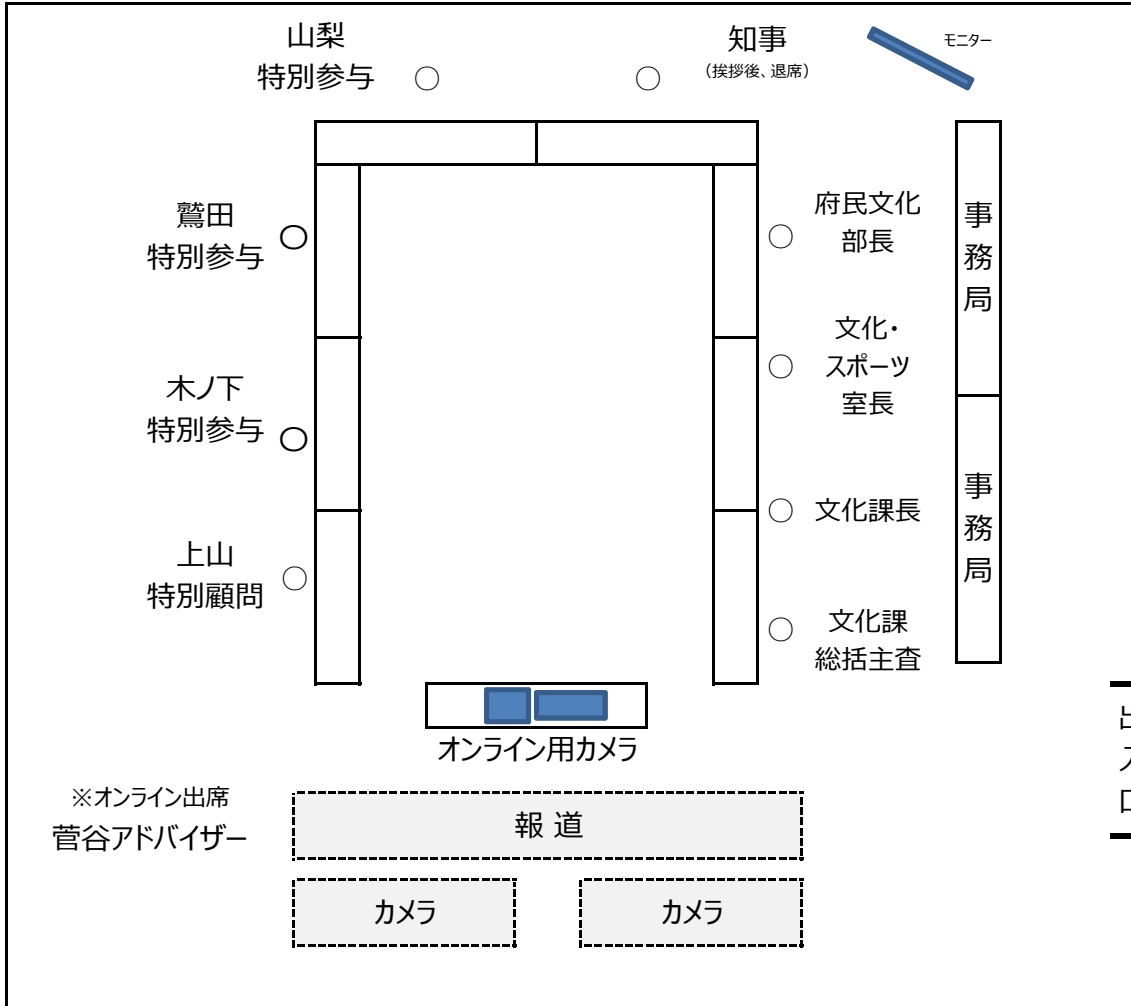 山梨
特別参与
知事
（挨拶後、退席）
モニター
鷲田
特別参与
府民文化
部長
事務局
木ノ下
特別参与
文化・
スポーツ
室長
上山
特別顧問
文化課長
事務局
文化課
総括主査
オンライン用カメラ
※オンライン出席
菅谷アドバイザー
報 道
カメラ
カメラ